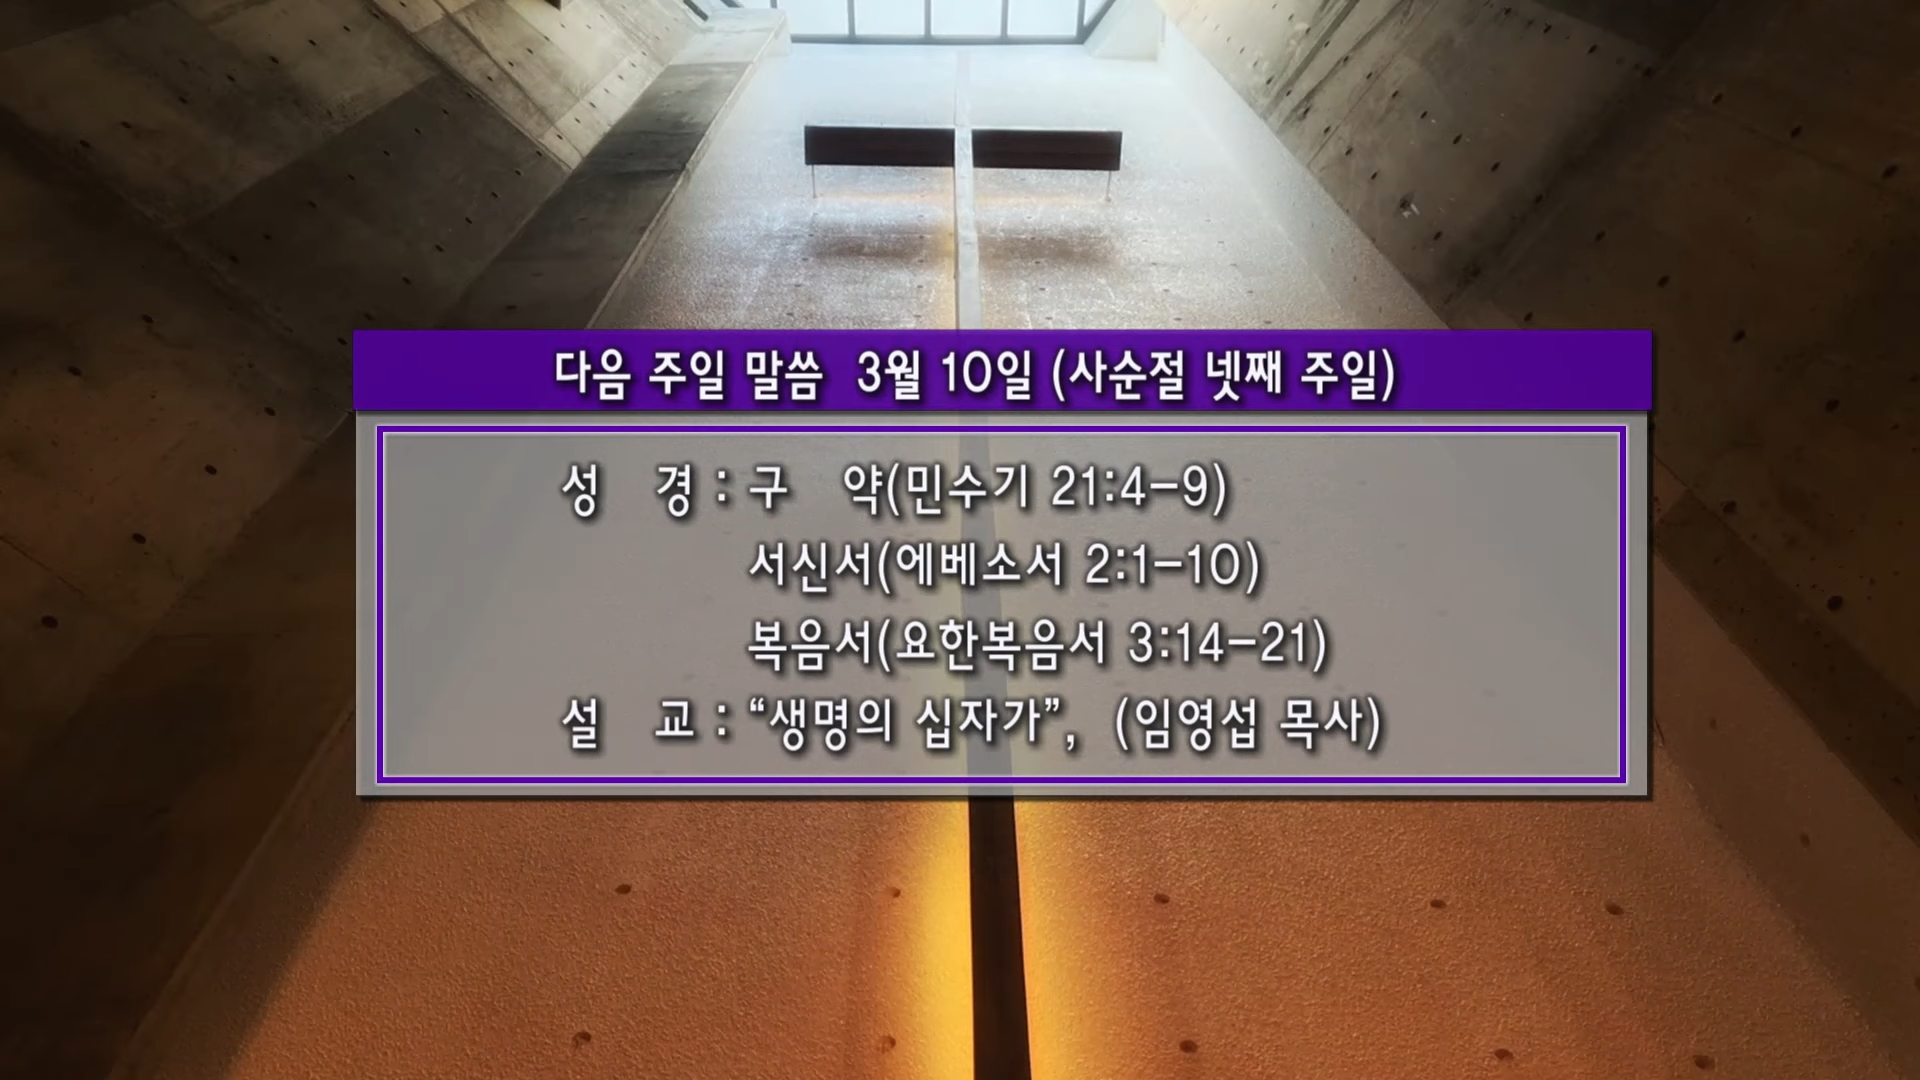 다음 주일 말씀 3월 10일 (사순절 넷째 주일)
성 경 : 구 약(민수기 21:4-9)
서신서(에베소서 2:1-10)
복음서(요한복음서 3:14-21)
설 교 : “생명의 십자가”, (임영섭 목사)